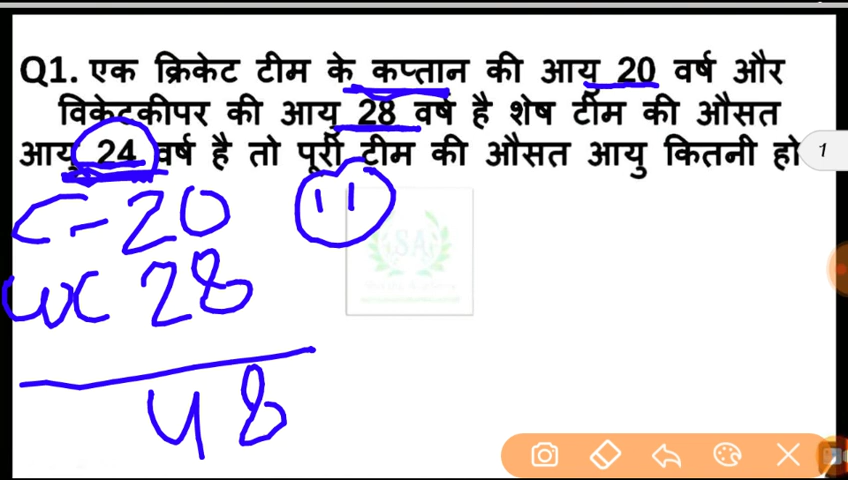 Q1. एक क्रिकेट टीम के कप्तान की आयु 20 वर्ष और
विकेटकीपर की आयु 28 वर्ष है शेष टीम की औसत
आयु 24 वर्ष है तो पूरी टीम की औसत आयु कितनी हो
1
C - 20
11
SA
WC 28
48